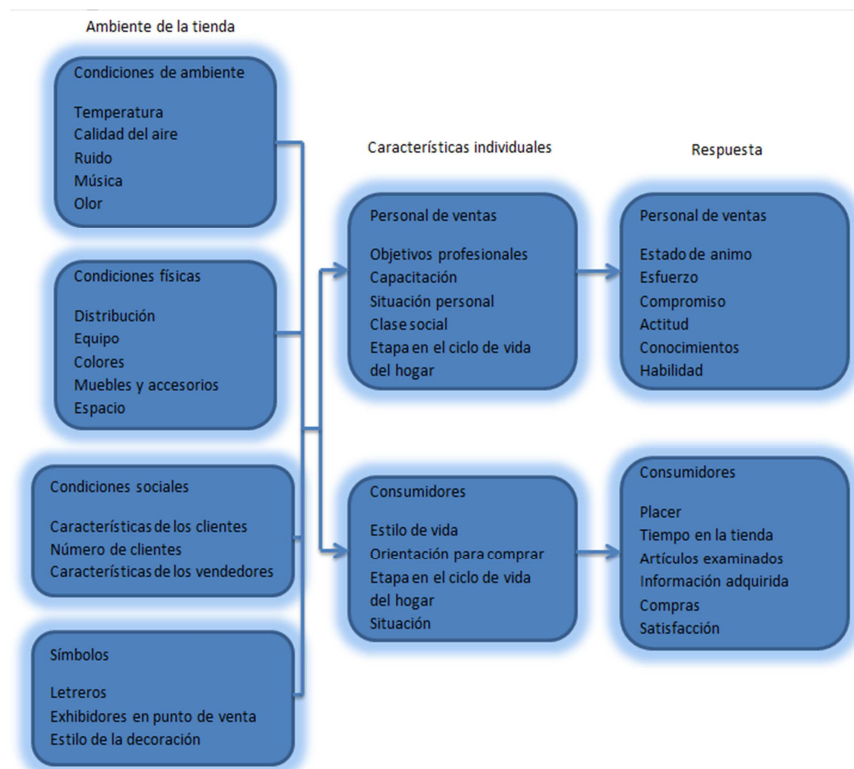 Ambiente de la tienda
Condiciones de ambiente
Temperatura
Calidad del aire
Ruido
Música
Olor
Condiciones físicas
Distribución
Equipo
Colores
Muebles y accesorios
Espacio
Condiciones sociales
Características de los clientes
Número de clientes
Características de los vendedores
Símbolos
Letreros
Exhibidores en punto de venta
Estilo de la decoración
Características individuales
Personal de ventas
Objetivos profesionales
Capacitación
Situación personal
Clase social
Etapa en el ciclo de vida
del hogar
Consumidores
Estilo de vida
Orientación para comprar
Etapa en el ciclo de vida
del hogar
Situación
Respuesta
Personal de ventas
Estado de animo
Esfuerzo
Compromiso
Actitud
Conocimientos
Habilidad
Consumidores
Placer
Tiempo en la tienda
Artículos examinados
Información adquirida
Compras
Satisfacción